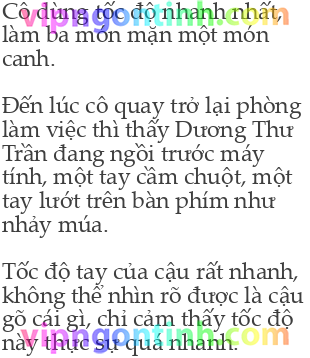 Cô dùng tốc độ nhanh nhất,
làm ba món mặn một món
canh.
Đến lúc cô quay trở lại phòng
làm việc thì thấy Dương Thư
Trần đang ngồi trước máy
tính, một tay cầm chuột, một
tay lướt trên bàn phím như
nhảy múa.
Tốc độ tay của cậu rất nhanh,
không thể nhìn rõ được là cậu
gõ cái gì, chỉ cảm thấy tốc độ
này thực sự quá nhanh.
vipngontinh.com
vipngontinh.com